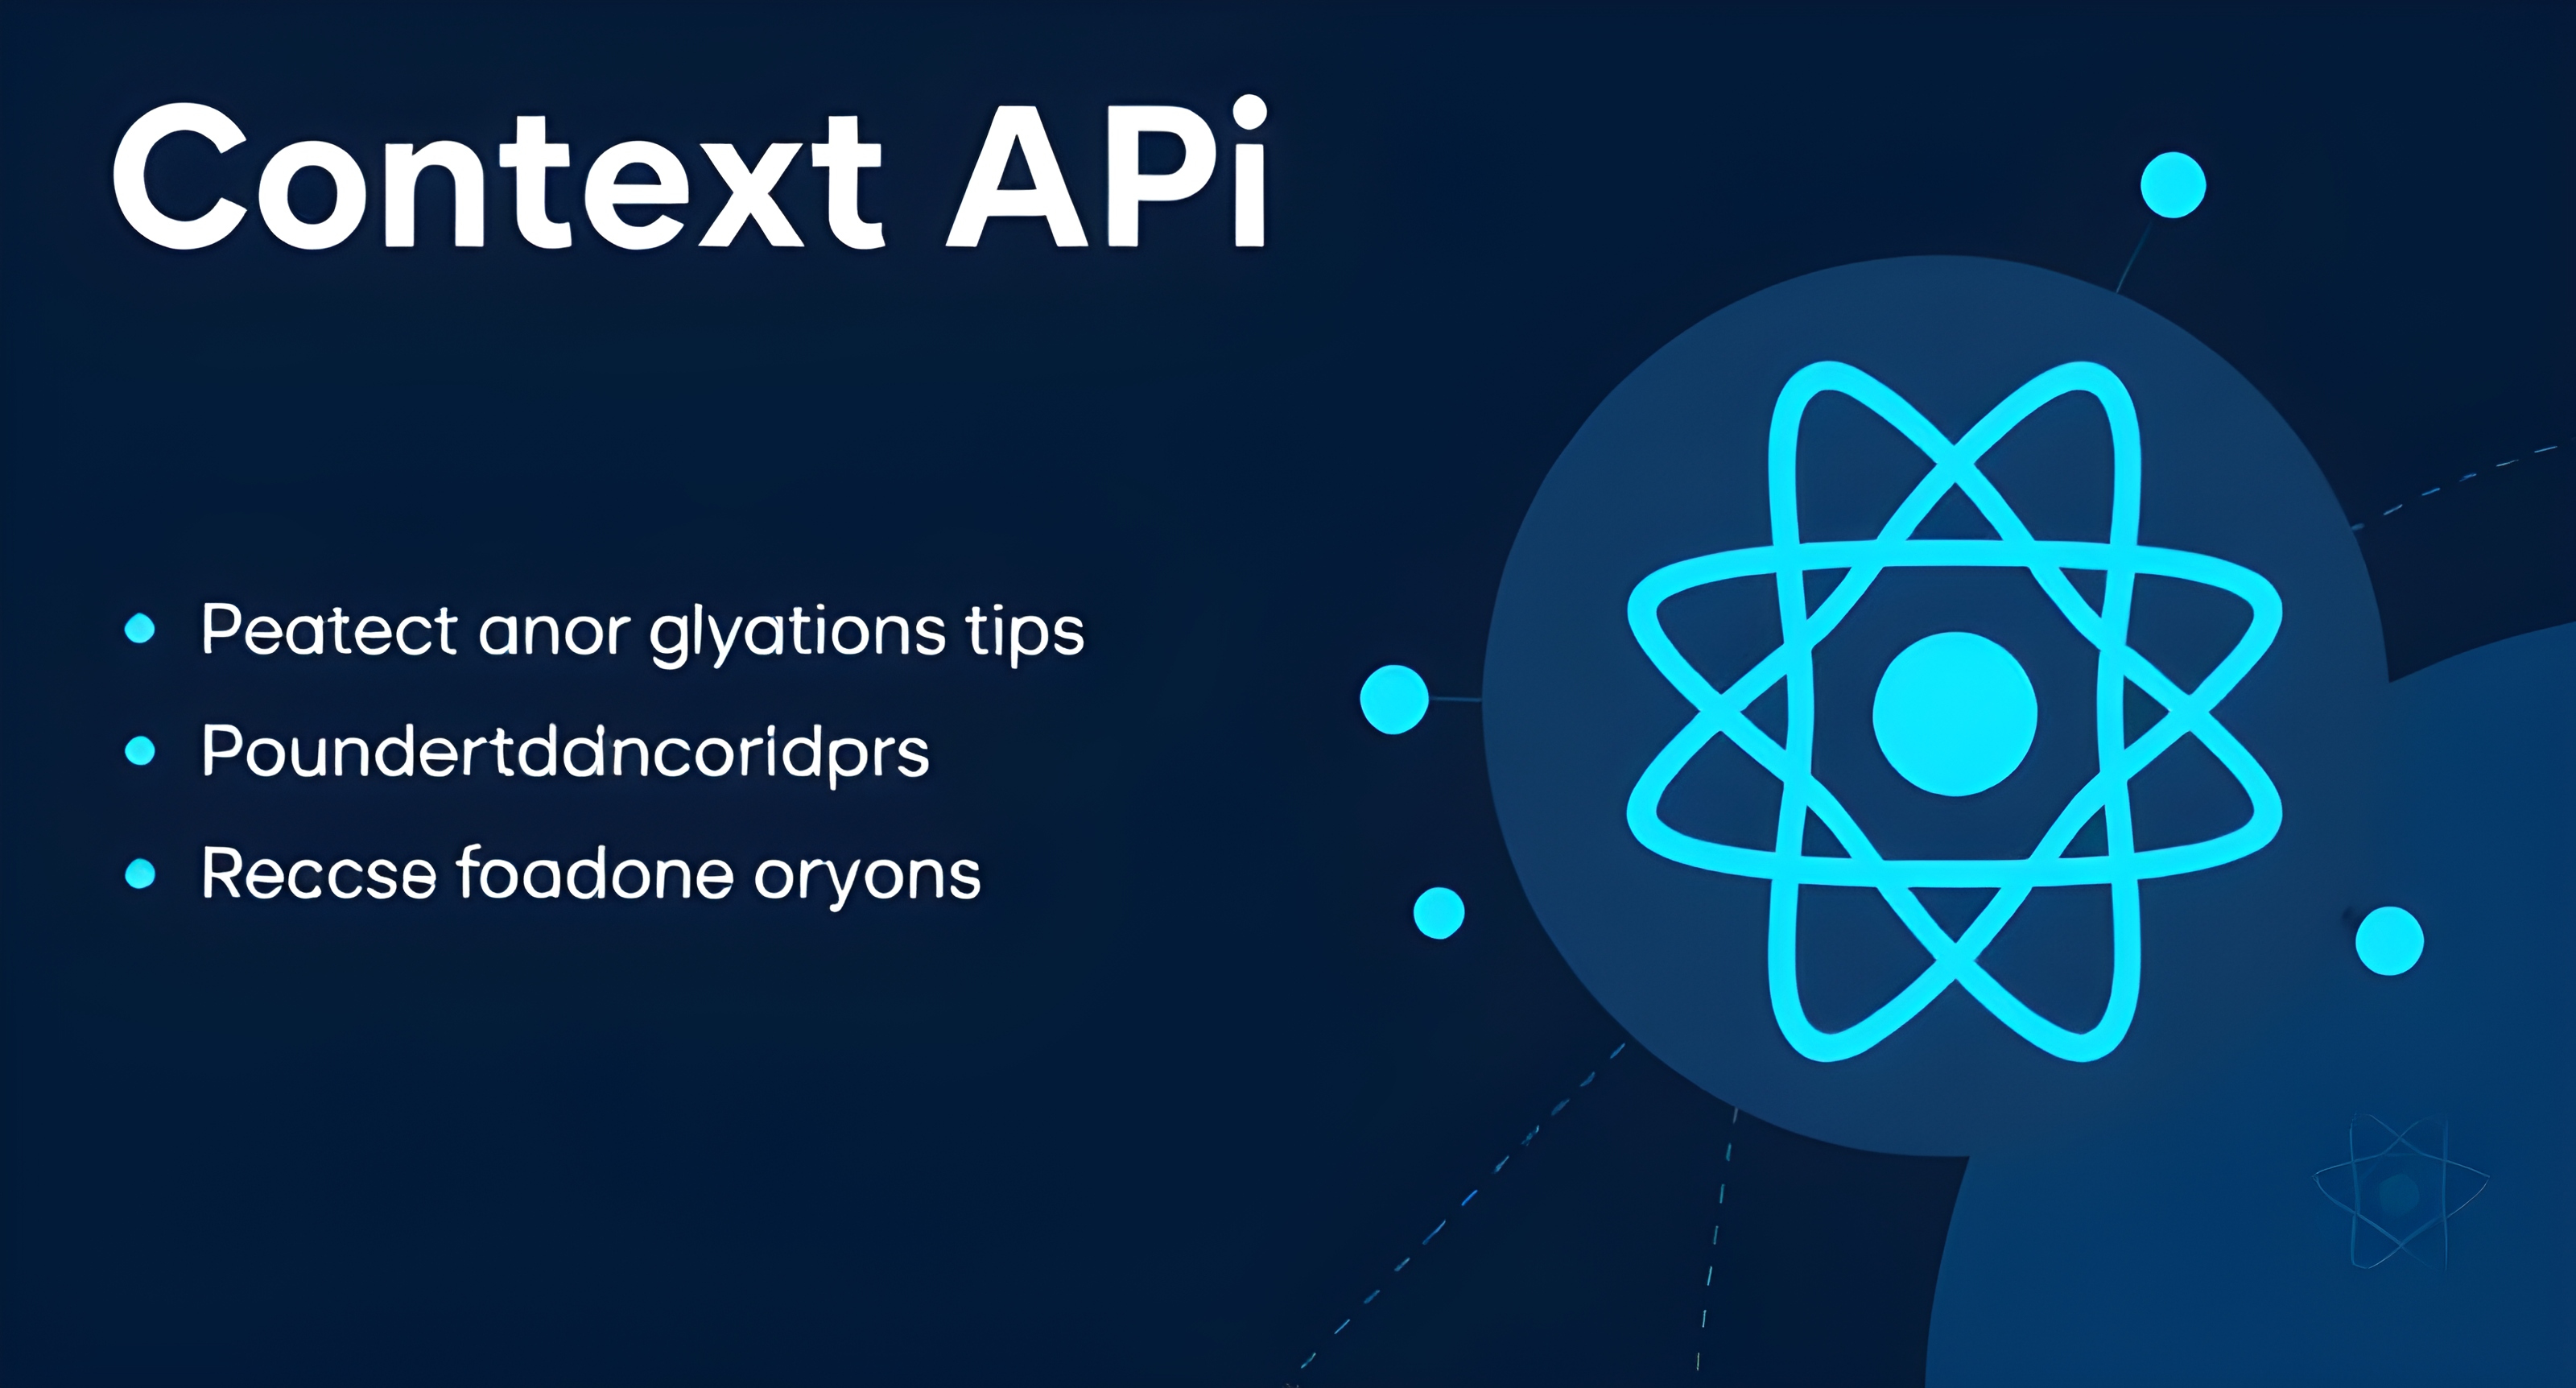 Context APi
Peatect anor glyations tips
Poundertddncoridprs
Reccse foadone oryons